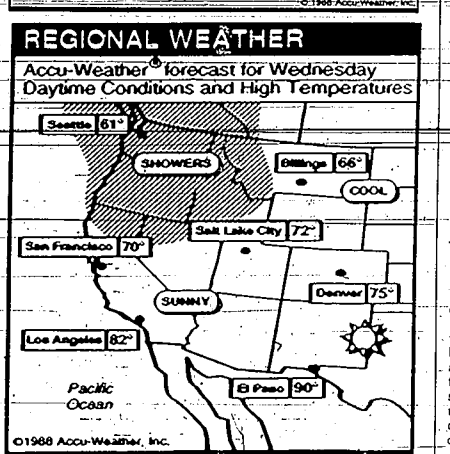 ©1988 Accu-Weather, Inc.
REGIONAL WEATHER
Accu-Weather® forecast for Wednesday
Daytime Conditions and High Temperatures
Seattle 61°
SHOWERS
Billings 66°
COOL
Salt Lake City 72°
San Francisco 70°
SUNNY
Denver 75°
Los Angeles 82°
El Paso 90°
Pacific
Ocean
©1988 Accu-Weather, Inc.